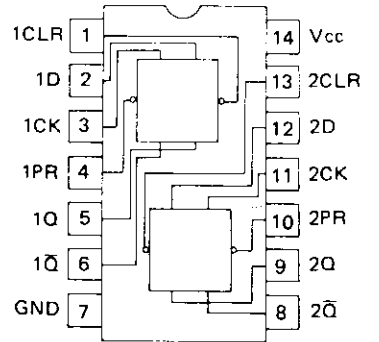 1CLR 1 14 Vcc
1D 2 13 2CLR
1CK 3 12 2D
1PR 4 11 2CK
1Q 5 10 2PR
1Q̅ 6 9 2Q
GND 7 8 2Q̅